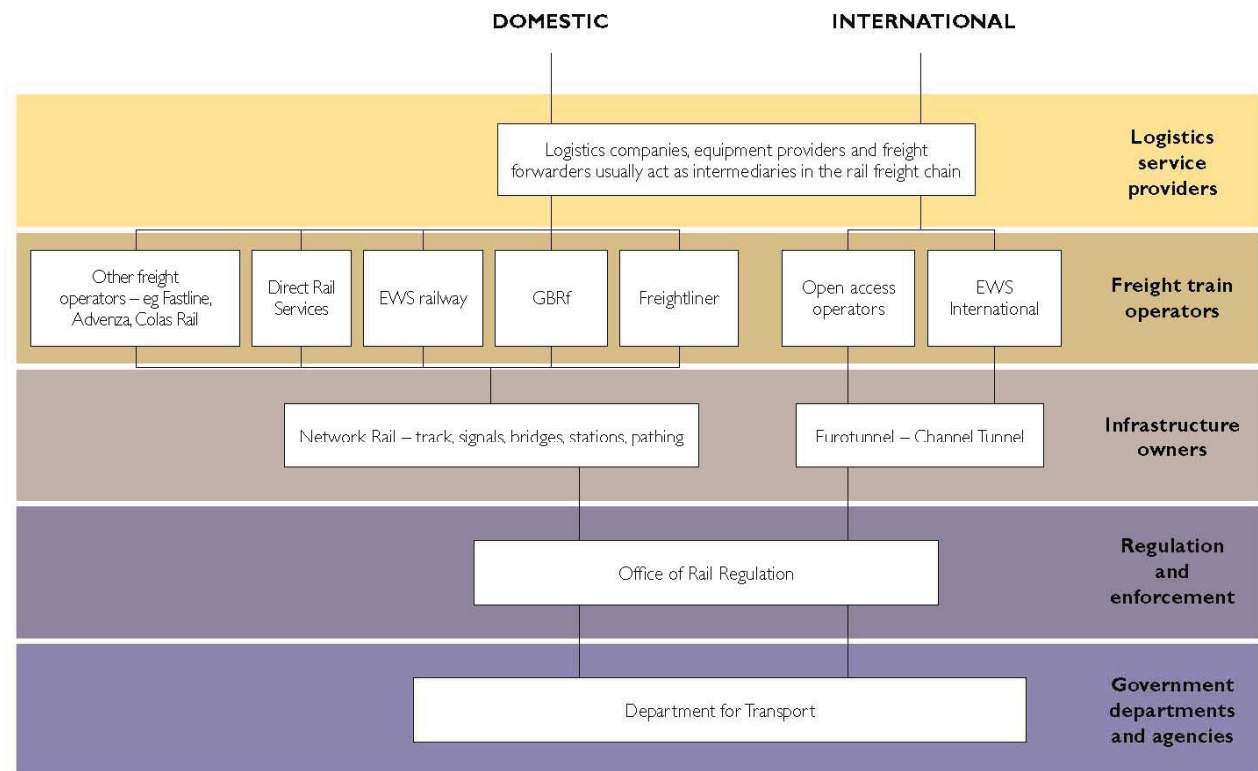 DOMESTIC
INTERNATIONAL
Logistics companies, equipment providers and freight
forwarders usually act as intermediaries in the rail freight chain
Logistics
service
providers
Other freight
operators – eg Fastline,
Advenza, Colas Rail
Direct Rail
Services
EWS railway
GBRf
Freightliner
Open access
operators
EWS
International
Freight train
operators
Network Rail – track, signals, bridges, stations, pathing
Eurotunnel – Channel Tunnel
Infrastructure
owners
Office of Rail Regulation
Regulation
and
enforcement
Department for Transport
Government
departments
and agencies